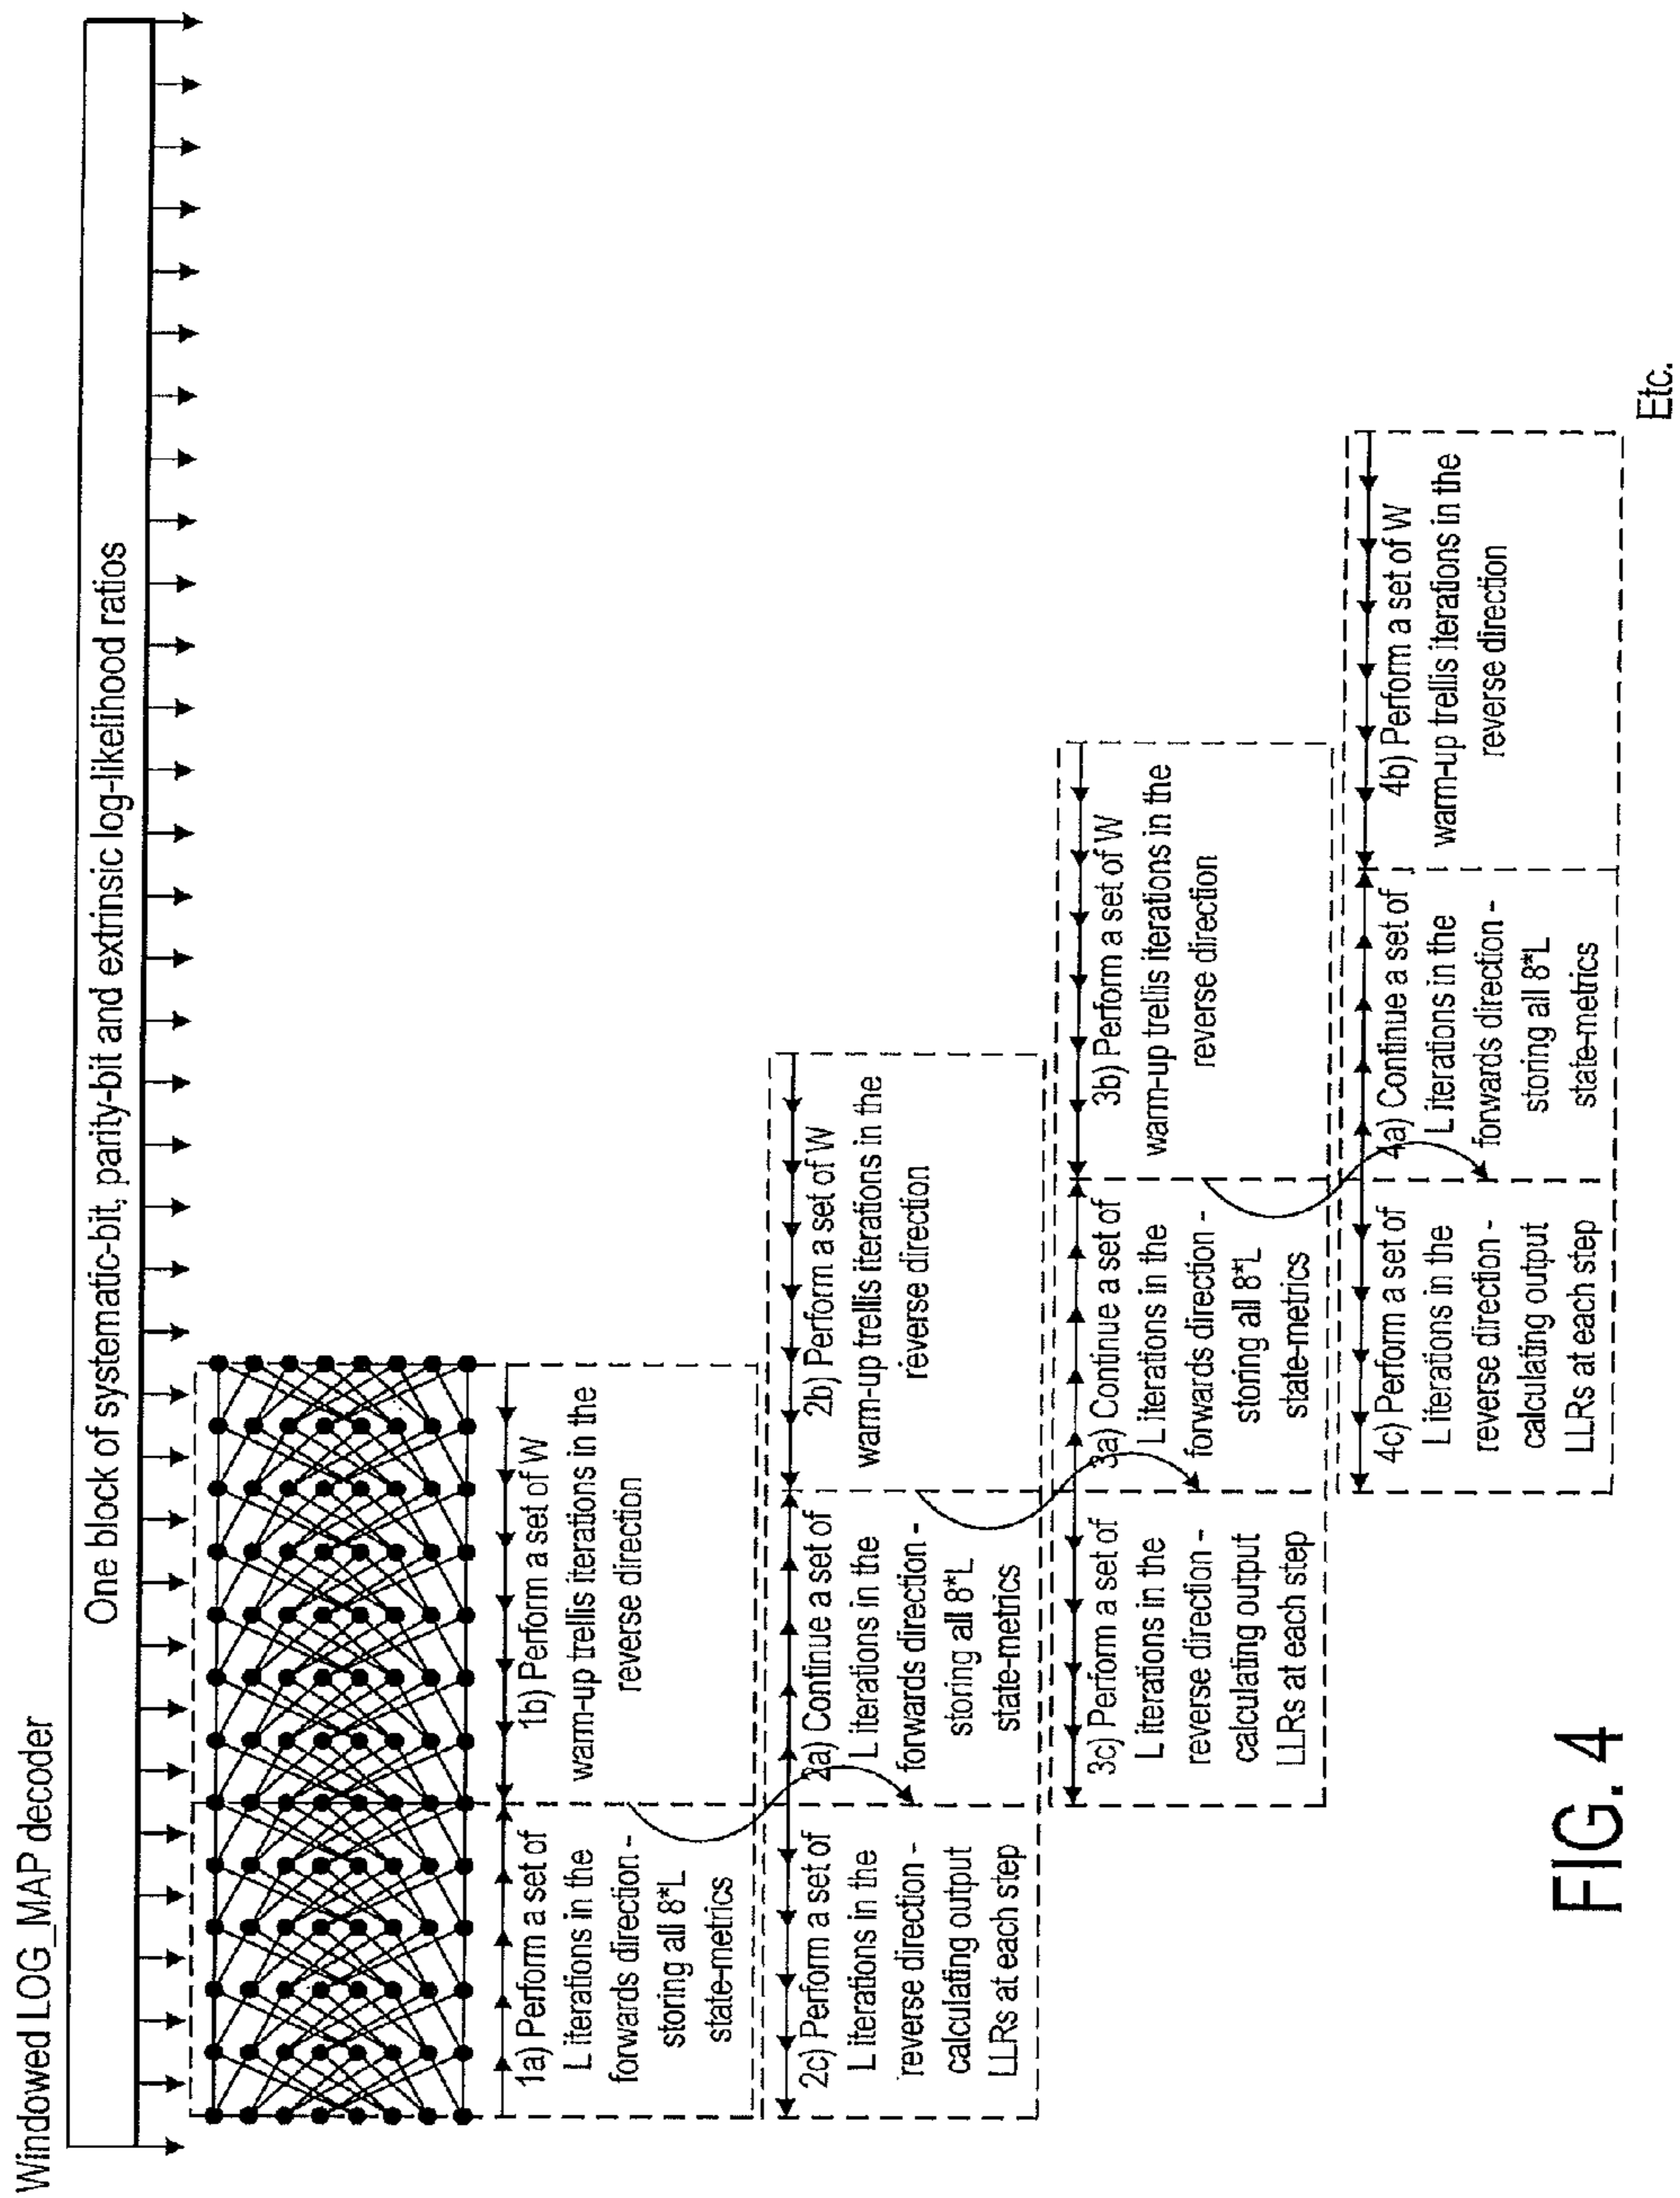 Windowed LOG_MAP decoder
One block of systematic-bit, parity-bit and extrinsic log-likelihood ratios
1a) Perform a set of
L iterations in the
forwards direction -
storing all 8*L
state-metrics
1b) Perform a set of W
warm-up trellis iterations in the
reverse direction
2c) Perform a set of
L iterations in the
reverse direction -
calculating output
LLRs at each step
2a) Continue a set of
L iterations in the
forwards direction -
storing all 8*L
state-metrics
2b) Perform a set of W
warm-up trellis iterations in the
reverse direction
3c) Perform a set of
L iterations in the
reverse direction -
calculating output
LLRs at each step
3a) Continue a set of
L iterations in the
forwards direction -
storing all 8*L
state-metrics
3b) Perform a set of W
warm-up trellis iterations in the
reverse direction
4c) Perform a set of
L iterations in the
reverse direction -
calculating output
LLRs at each step
4a) Continue a set of
L iterations in the
forwards direction -
storing all 8*L
state-metrics
4b) Perform a set of W
warm-up trellis iterations in the
reverse direction
Etc.
FIG. 4